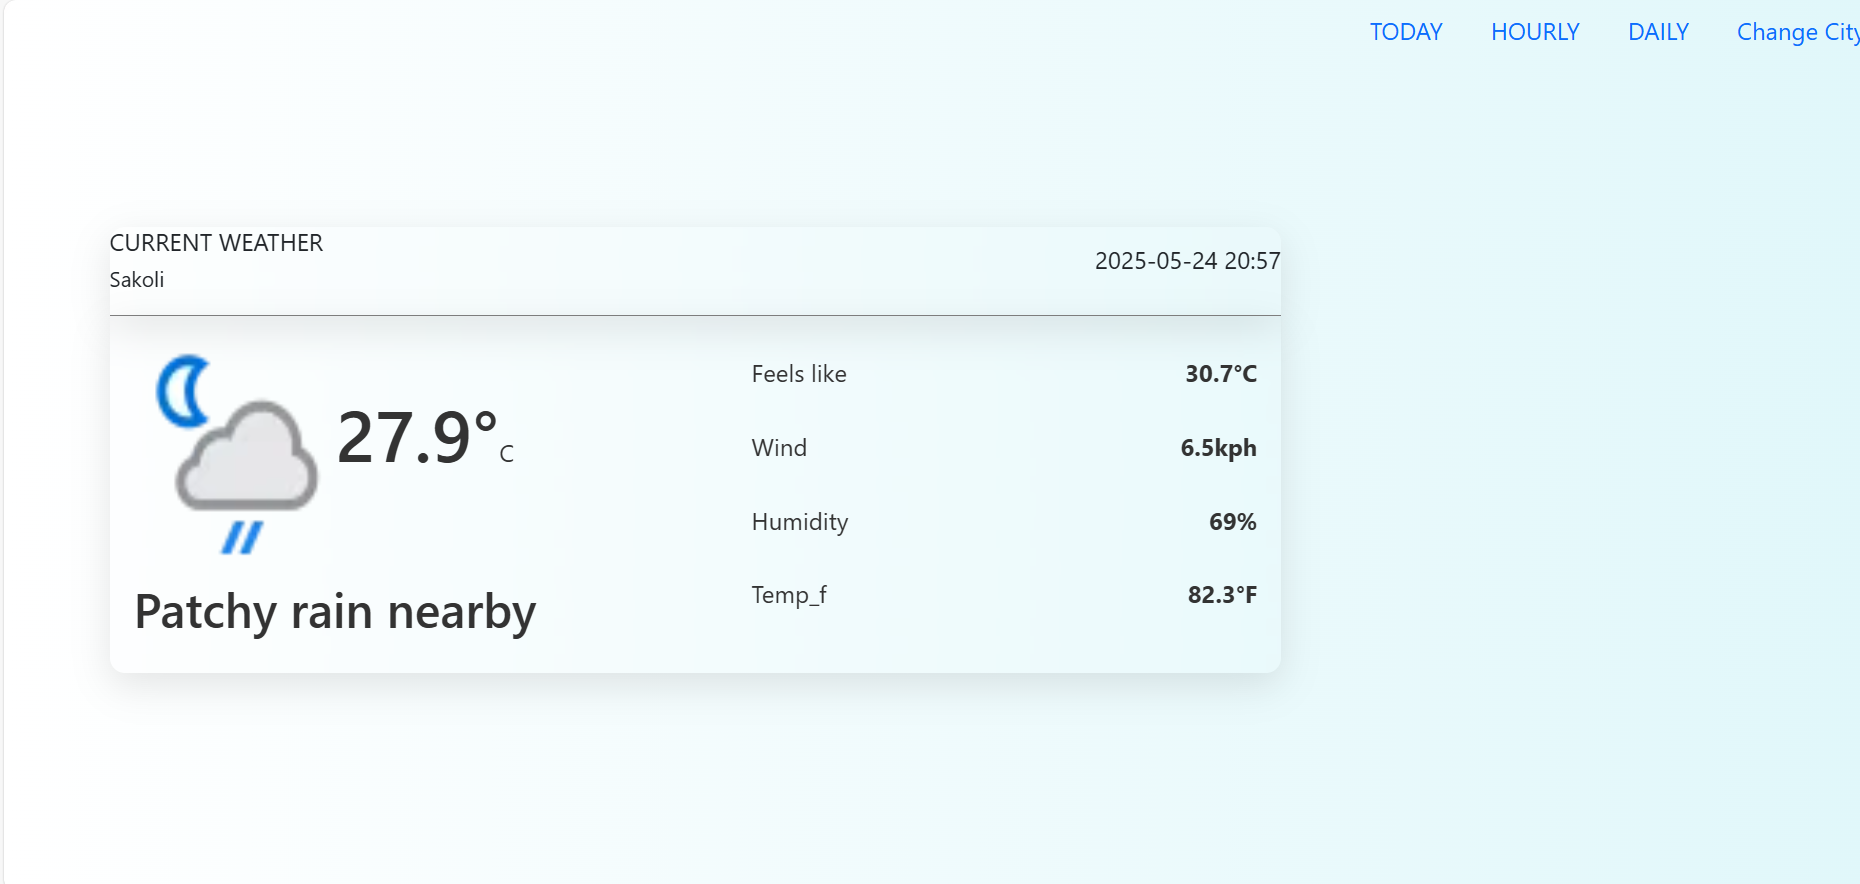 TODAY HOURLY DAILY Change City
CURRENT WEATHER
Sakoli
2025-05-24 20:57
27.9°C
Patchy rain nearby
Feels like 30.7°C
Wind 6.5kph
Humidity 69%
Temp_f 82.3°F